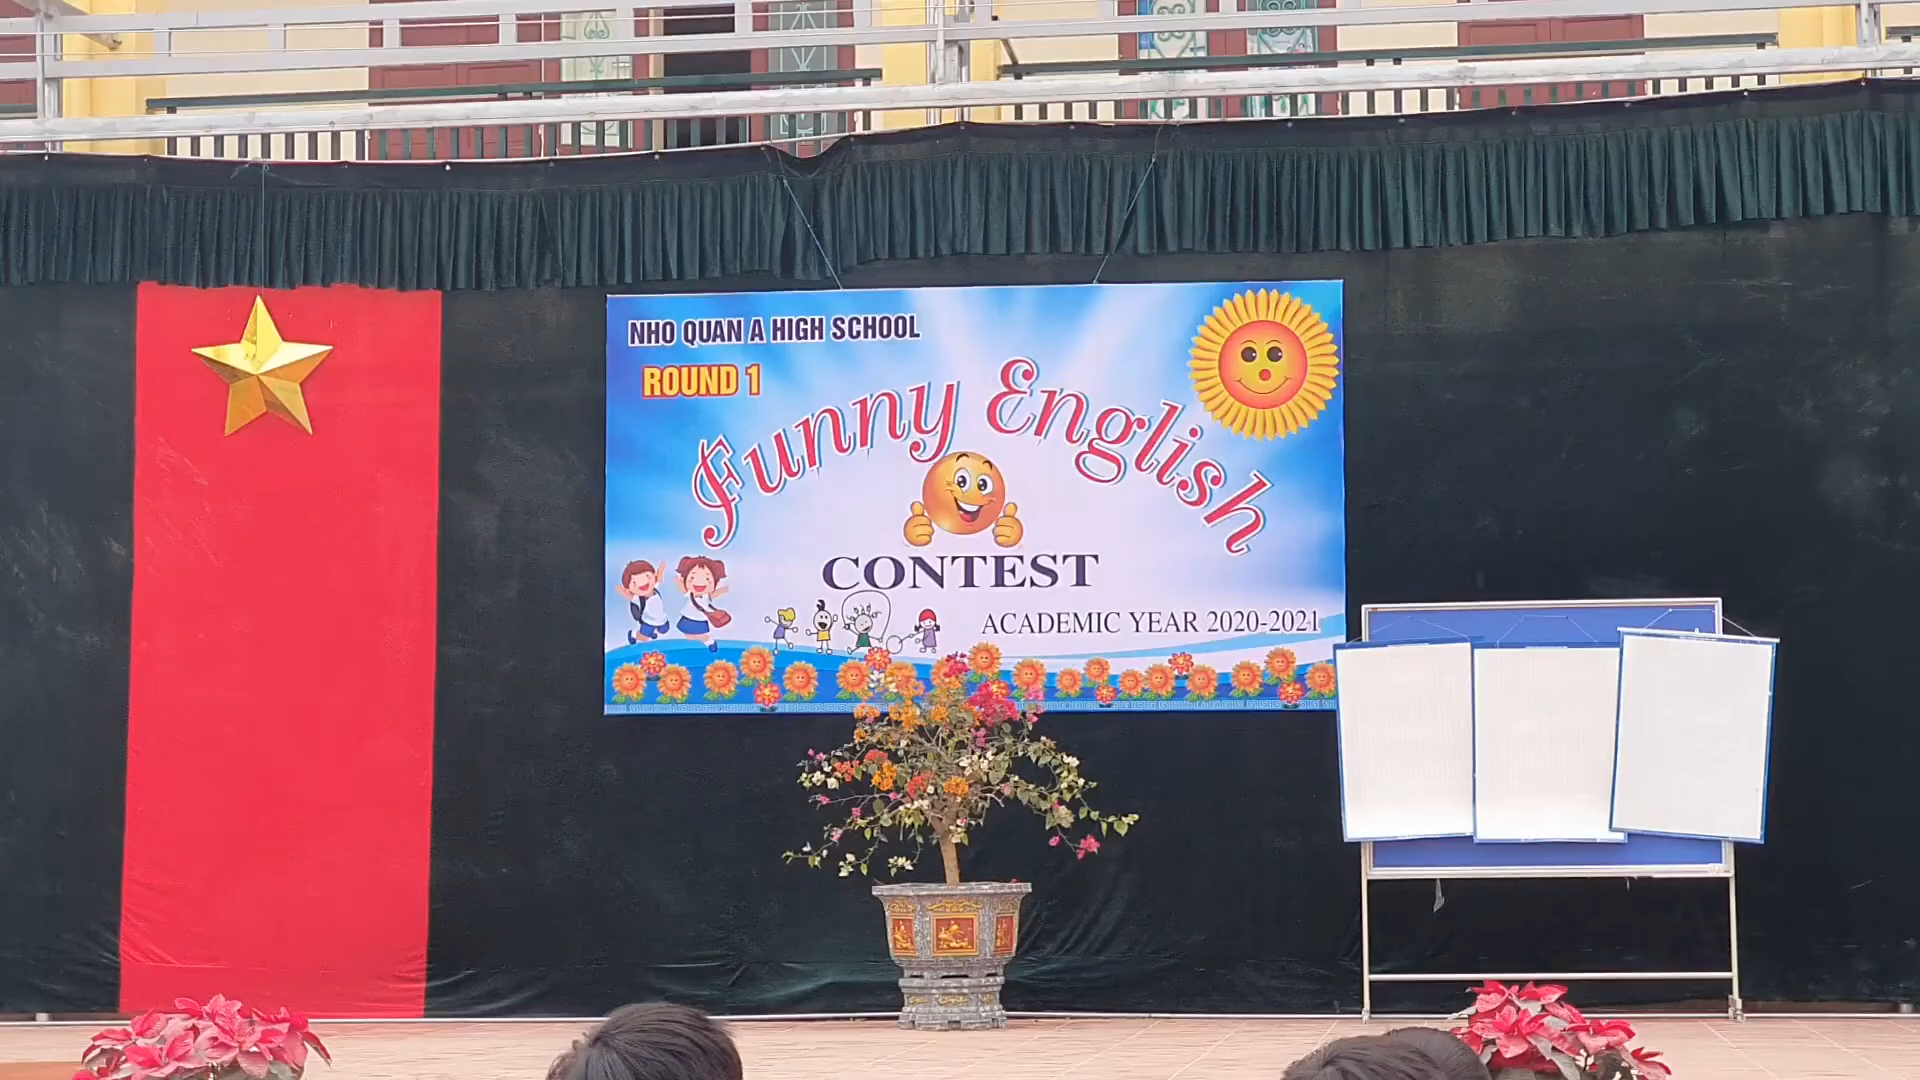 NHO QUAN A HIGH SCHOOL
ROUND 1
Funny English
CONTEST
ACADEMIC YEAR 2020-2021